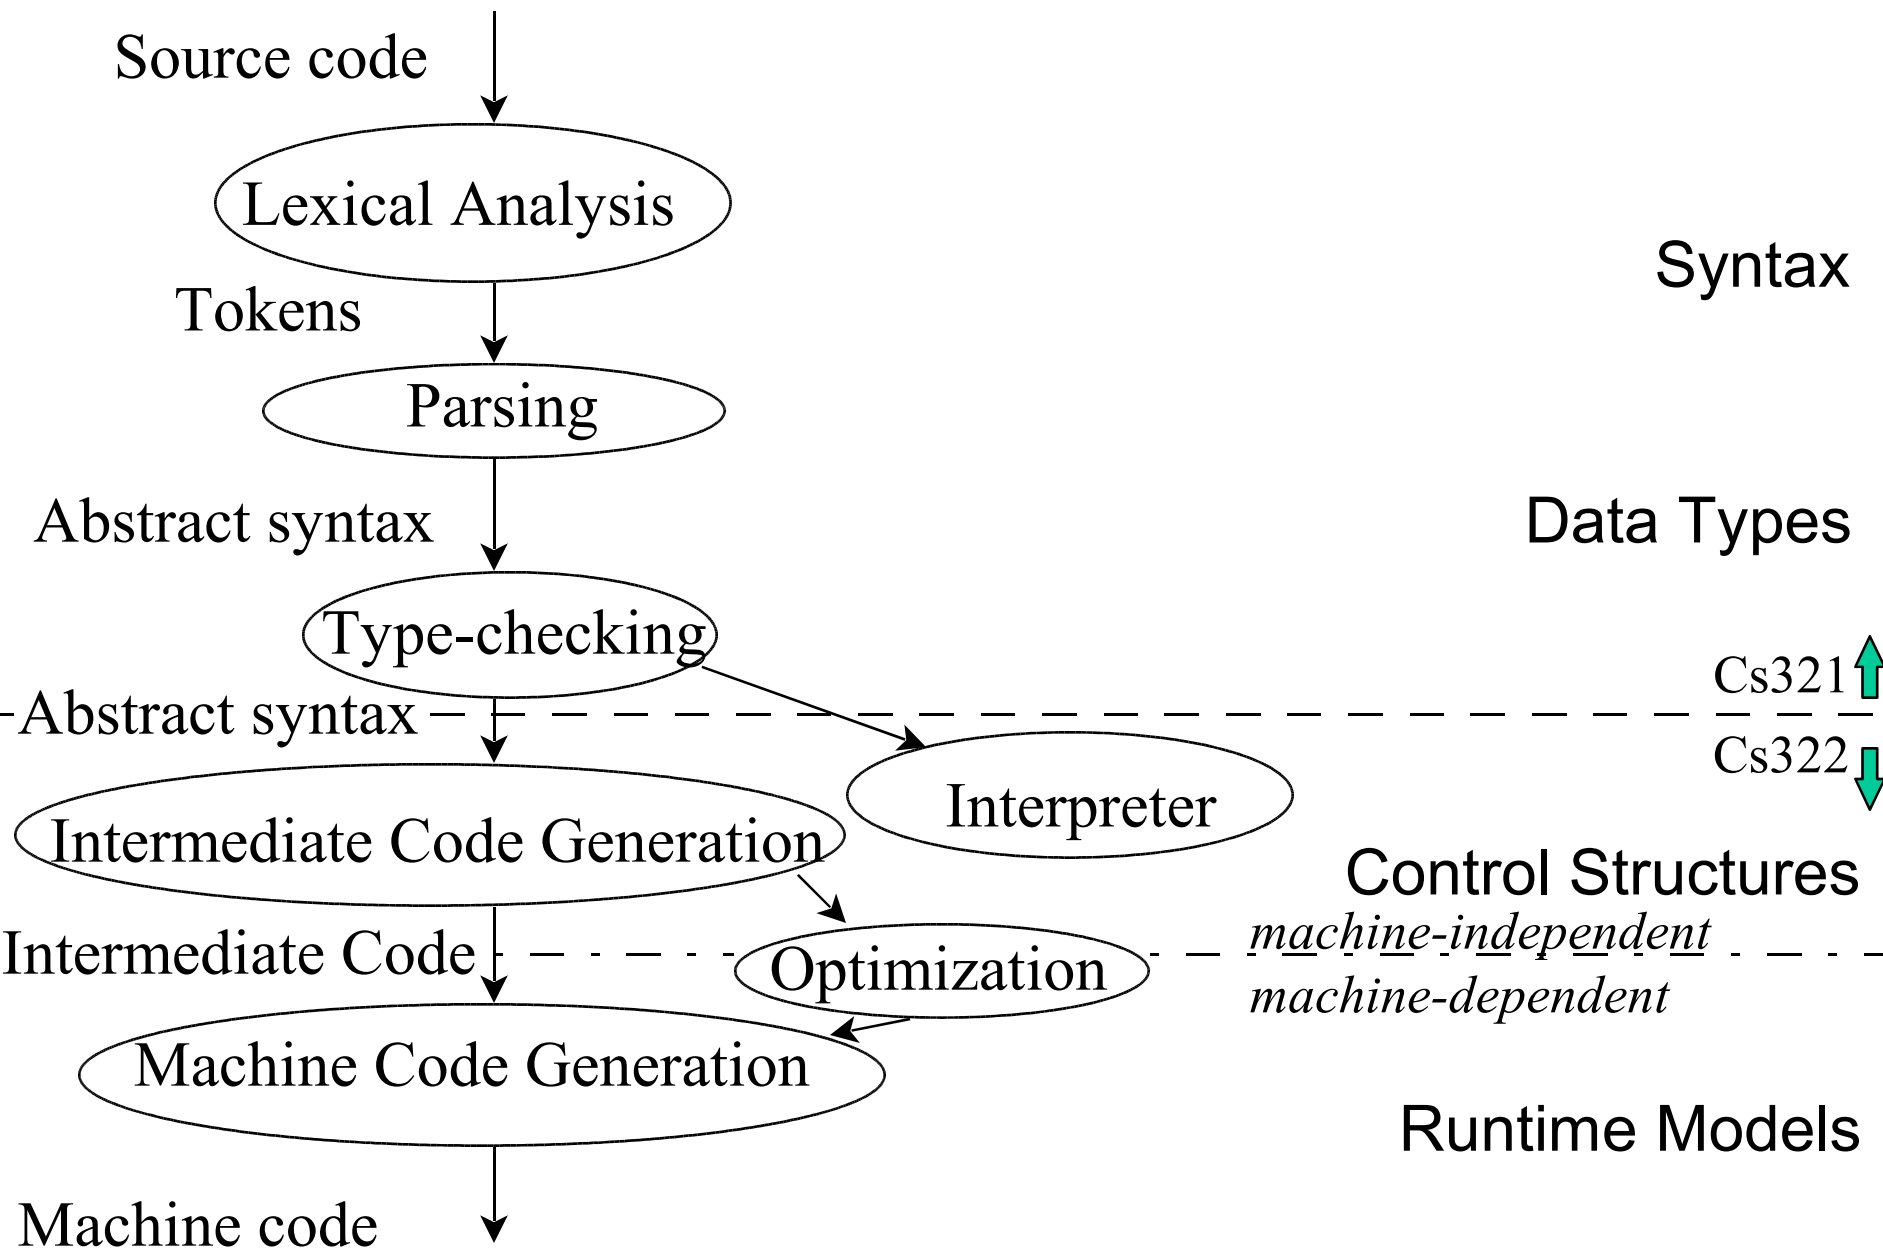 Source code
Lexical Analysis
Syntax
Tokens
Parsing
Abstract syntax
Data Types
Type-checking
Cs321
Abstract syntax
Cs322
Interpreter
Intermediate Code Generation
Control Structures
machine-independent
Intermediate Code
Optimization
machine-dependent
Machine Code Generation
Runtime Models
Machine code